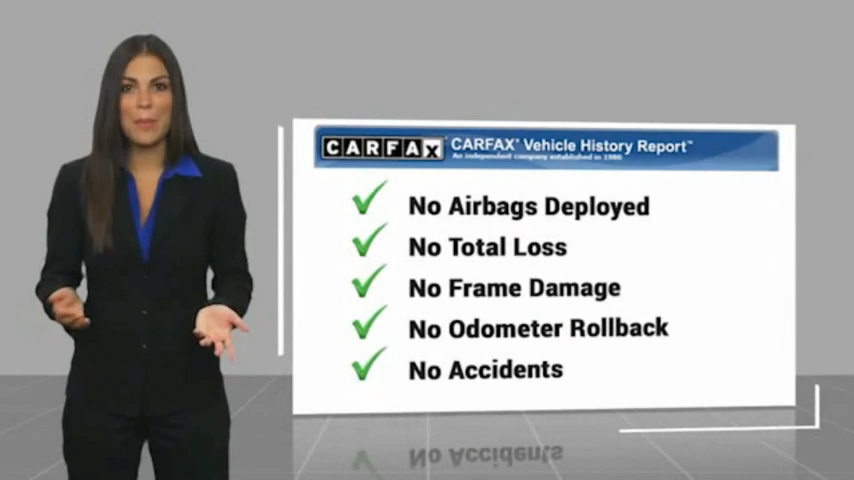 CARFAX CARFAX™ Vehicle History Report™
An independent company established in 1986
No Airbags Deployed
No Total Loss
No Frame Damage
No Odometer Rollback
No Accidents
No Accidents